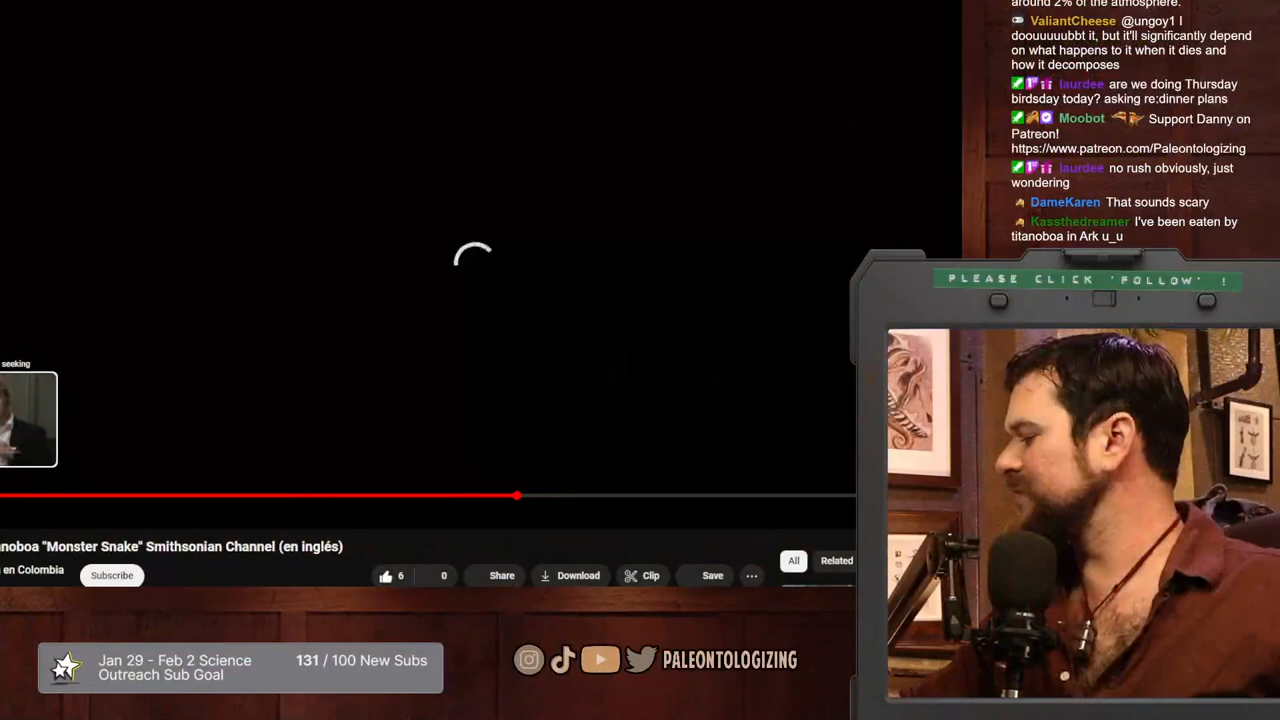 around 2% of the atmosphere.
ValiantCheese @ungoy1 I
doouuuuubbt it, but it'll significantly depend
on what happens to it when it dies and
how it decomposes
laurdee are we doing Thursday
birdsday today? asking re:dinner plans
Moobot Support Danny on
Patreon!
https://www.patreon.com/Paleontologizing
laurdee no rush obviously, just
wondering
DameKaren That sounds scary
Kassthedreamer I've been eaten by
titanoboa in Ark u_u
PLEASE CLICK 'FOLLOW' !
seeking
anoboa "Monster Snake" Smithsonian Channel (en inglés)
en Colombia
Subscribe
6
0
Share
Download
Clip
Save
...
All
Related
Jan 29 - Feb 2 Science
Outreach Sub Goal
131 / 100 New Subs
PALEONTOLOGIZING